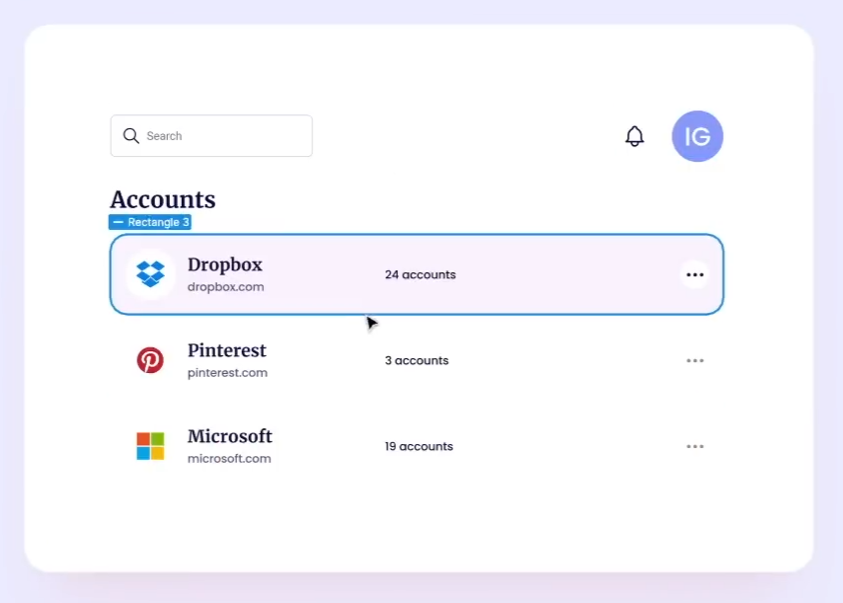 Search
IG
Accounts
Rectangle 3
Dropbox
dropbox.com
24 accounts
Pinterest
pinterest.com
3 accounts
Microsoft
microsoft.com
19 accounts